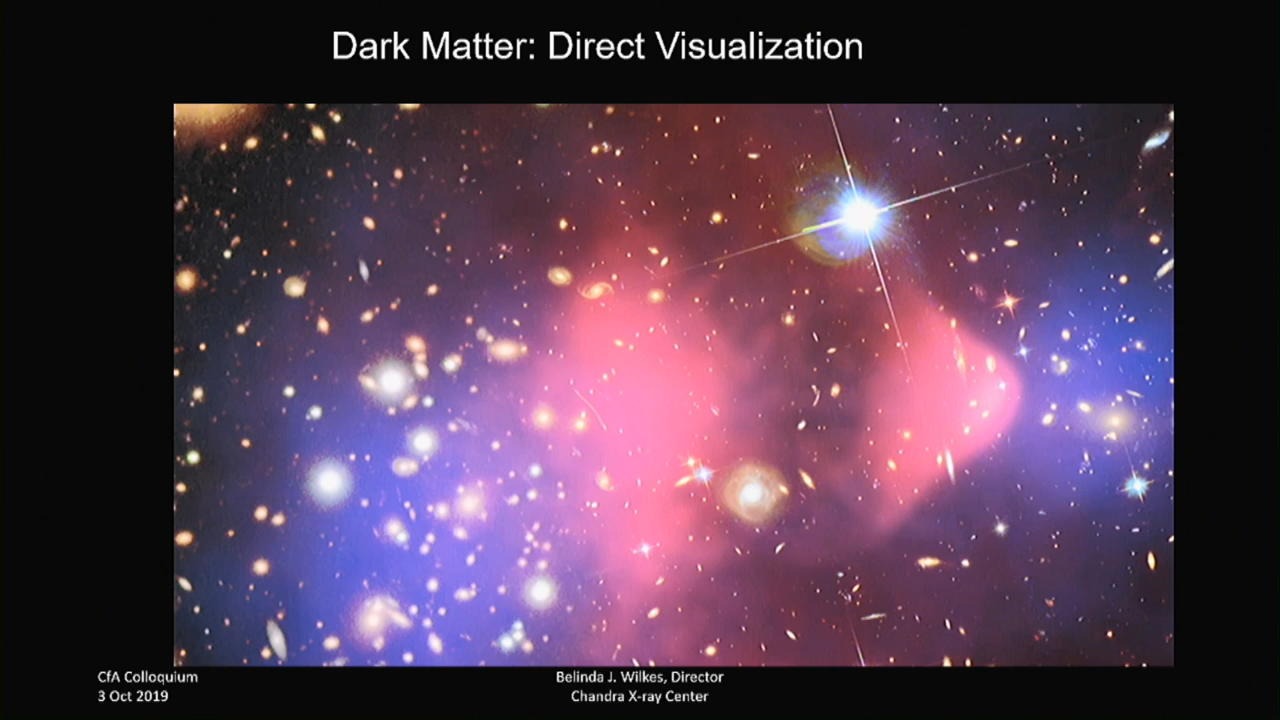 Dark Matter: Direct Visualization
CfA Colloquium
3 Oct 2019
Belinda J. Wilkes, Director
Chandra X-ray Center